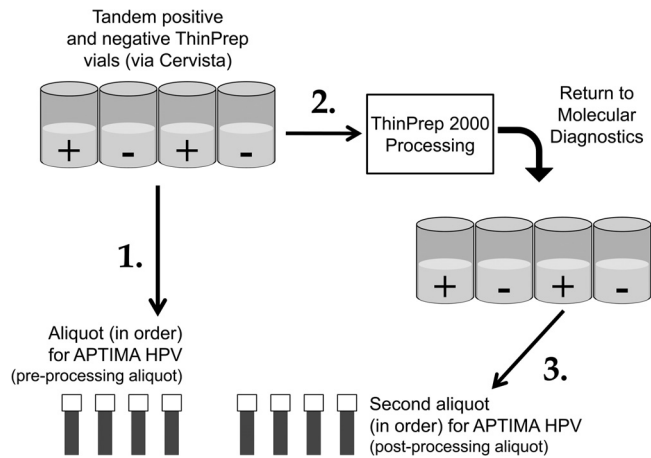 Tandem positive
and negative ThinPrep
vials (via Cervista)
+ - + -
2.
ThinPrep 2000
Processing
Return to
Molecular
Diagnostics
+ - + -
1.
Aliquot (in order)
for APTIMA HPV
(pre-processing aliquot)
3.
Second aliquot
(in order) for APTIMA HPV
(post-processing aliquot)